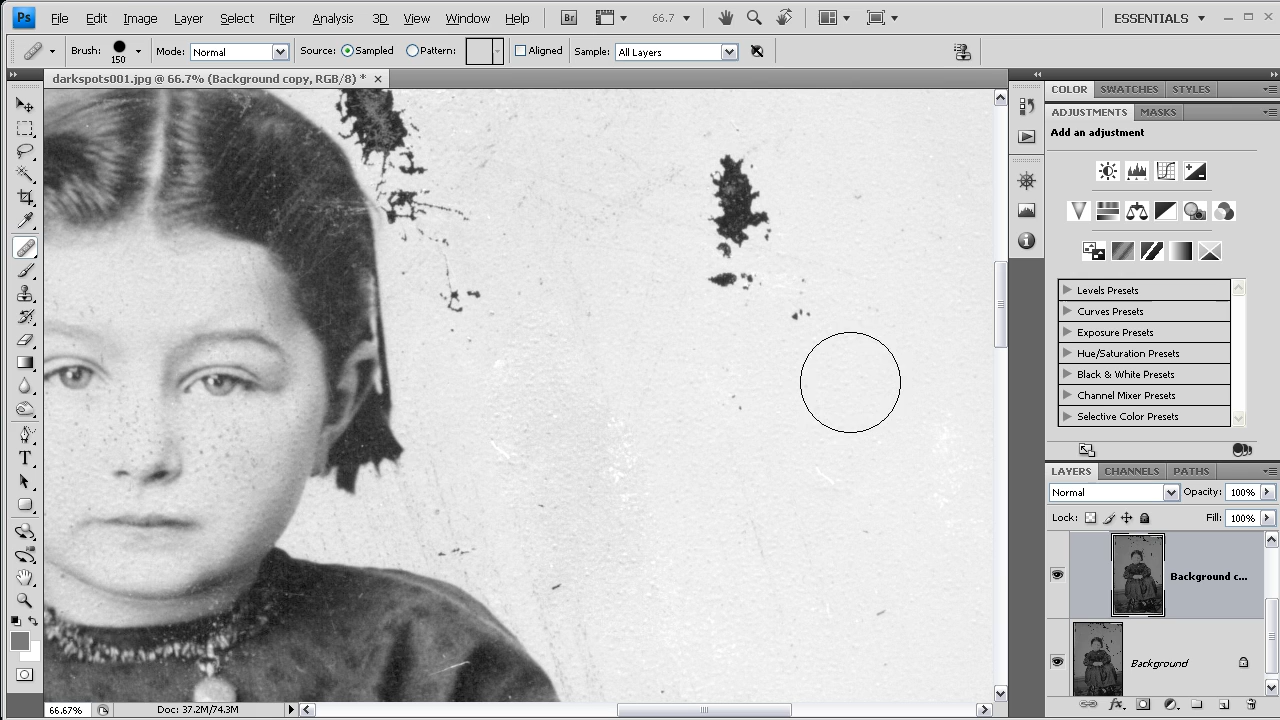 Ps File Edit Image Layer Select Filter Analysis 3D View Window Help Br 66.7 ESSENTIALS
Brush: 150 Mode: Normal Source: Sampled Pattern: Aligned Sample: All Layers
darkspots001.jpg @ 66.7% (Background copy, RGB/8) *
COLOR SWATCHES STYLES
ADJUSTMENTS MASKS
Add an adjustment
Levels Presets
Curves Presets
Exposure Presets
Hue/Saturation Presets
Black & White Presets
Channel Mixer Presets
Selective Color Presets
LAYERS CHANNELS PATHS
Normal Opacity: 100%
Lock: Fill: 100%
Background c...
Background
66.67% Doc: 37.2M/74.3M